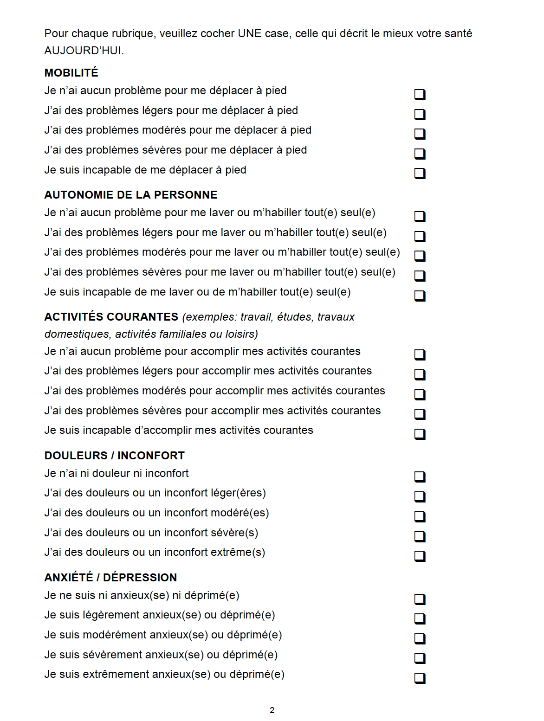 Pour chaque rubrique, veuillez cocher UNE case, celle qui décrit le mieux votre santé
AUJOURD'HUI.
MOBILITÉ
Je n'ai aucun problème pour me déplacer à pied
J'ai des problèmes légers pour me déplacer à pied
J'ai des problèmes modérés pour me déplacer à pied
J'ai des problèmes sévères pour me déplacer à pied
Je suis incapable de me déplacer à pied
AUTONOMIE DE LA PERSONNE
Je n'ai aucun problème pour me laver ou m'habiller tout(e) seul(e)
J'ai des problèmes légers pour me laver ou m'habiller tout(e) seul(e)
J'ai des problèmes modérés pour me laver ou m'habiller tout(e) seul(e)
J'ai des problèmes sévères pour me laver ou m'habiller tout(e) seul(e)
Je suis incapable de me laver ou de m'habiller tout(e) seul(e)
ACTIVITÉS COURANTES (exemples: travail, études, travaux
domestiques, activités familiales ou loisirs)
Je n'ai aucun problème pour accomplir mes activités courantes
J'ai des problèmes légers pour accomplir mes activités courantes
J'ai des problèmes modérés pour accomplir mes activités courantes
J'ai des problèmes sévères pour accomplir mes activités courantes
Je suis incapable d'accomplir mes activités courantes
DOULEURS / INCONFORT
Je n'ai ni douleur ni inconfort
J'ai des douleurs ou un inconfort léger(ères)
J'ai des douleurs ou un inconfort modéré(es)
J'ai des douleurs ou un inconfort sévère(s)
J'ai des douleurs ou un inconfort extrême(s)
ANXIÉTÉ / DÉPRESSION
Je ne suis ni anxieux(se) ni déprimé(e)
Je suis légèrement anxieux(se) ou déprimé(e)
Je suis modérément anxieux(se) ou déprimé(e)
Je suis sévèrement anxieux(se) ou déprimé(e)
Je suis extrêmement anxieux(se) ou déprimé(e)
2